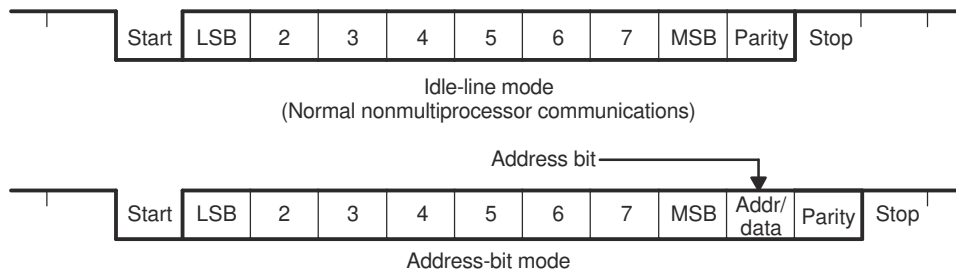 Start LSB 2 3 4 5 6 7 MSB Parity Stop
Idle-line mode
(Normal nonmultiprocessor communications)
Address bit
Start LSB 2 3 4 5 6 7 MSB Addr/ data Parity Stop
Address-bit mode